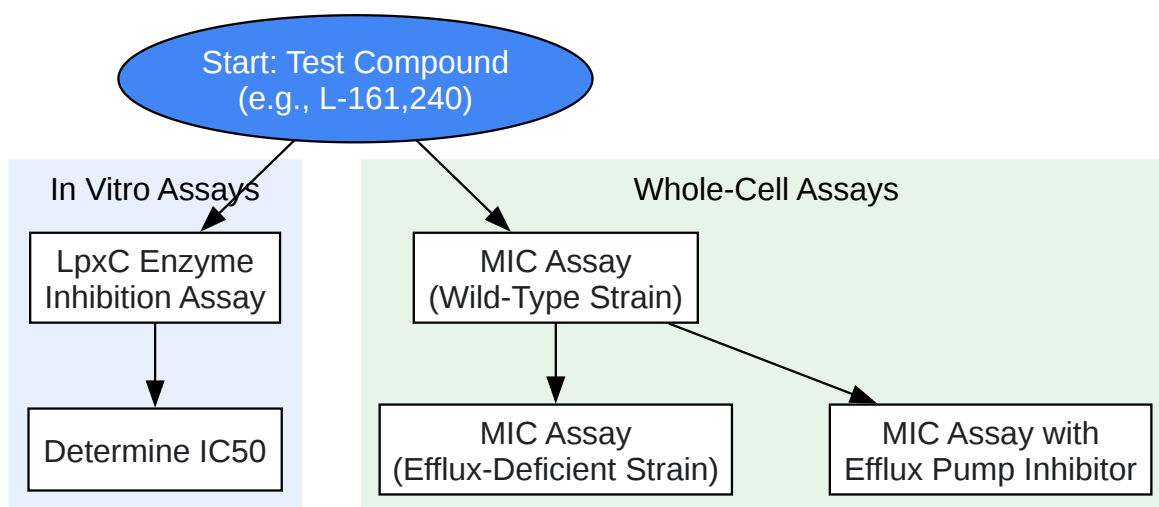 Start: Test Compound
(e.g., L-161,240)
In Vitro Assays
LpxC Enzyme
Inhibition Assay
Determine IC50
Whole-Cell Assays
MIC Assay
(Wild-Type Strain)
MIC Assay
(Efflux-Deficient Strain)
MIC Assay with
Efflux Pump Inhibitor